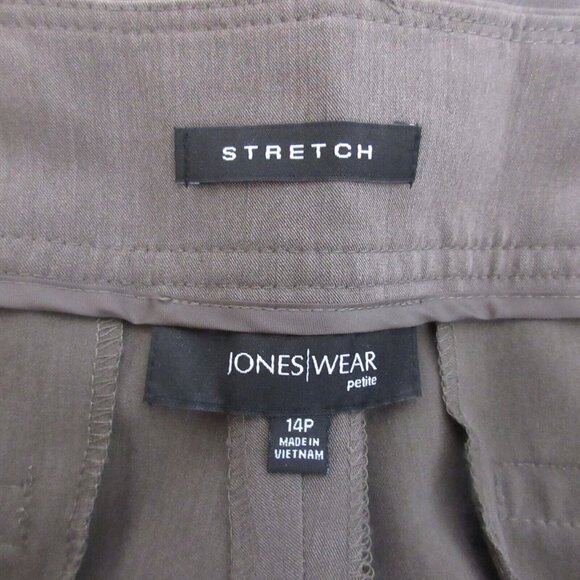 STRETCH
JONES|WEAR
petite
14P
MADE IN
VIETNAM